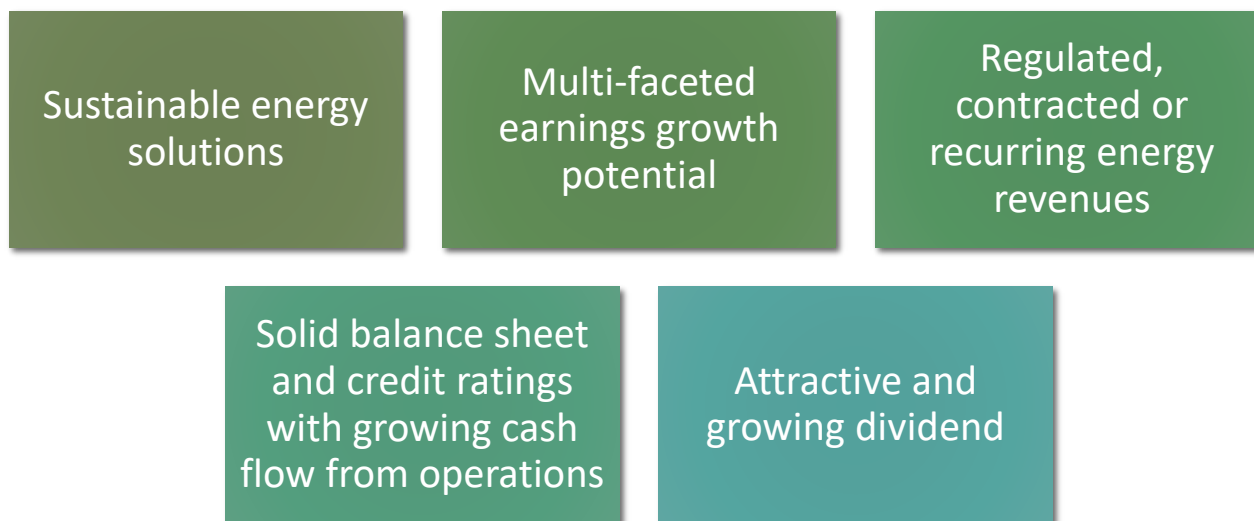 Sustainable energy
solutions
Multi-faceted
earnings growth
potential
Regulated,
contracted or
recurring energy
revenues
Solid balance sheet
and credit ratings
with growing cash
flow from operations
Attractive and
growing dividend